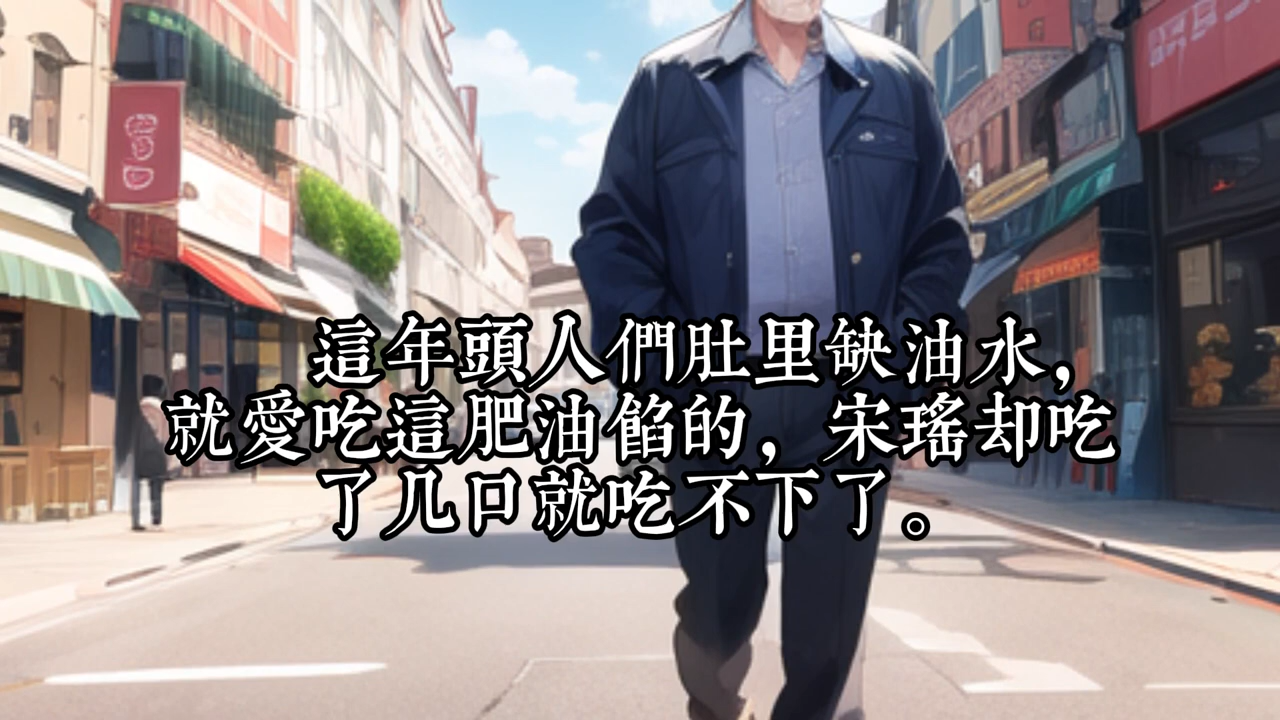 這年頭人們肚里缺油水，
就愛吃這肥油餡的，宋瑤却吃
了几口就吃不下了。